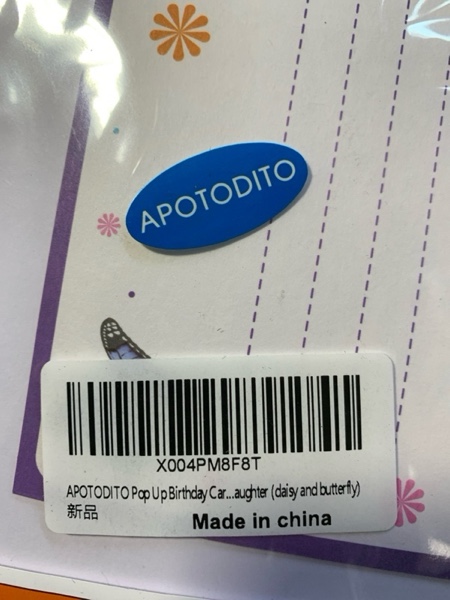 APOTODITO
X004PM8F8T
APOTODITO Pop Up Birthday Car...aughter (daisy and butterfly)
新品
Made in china